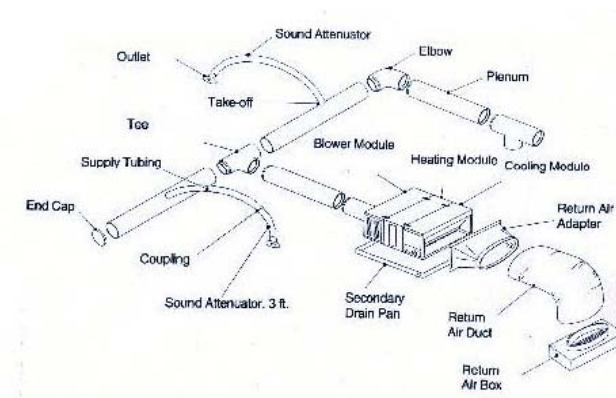 Sound Attenuator
Elbow
Outlet
Plenum
Take-off
Tee
Blower Module
Heating Module
Cooling Module
Supply Tubing
End Cap
Return Air
Adapter
Coupling
Secondary
Drain Pan
Sound Attenuator. 3 ft.
Return
Air Duct
Return
Air Box